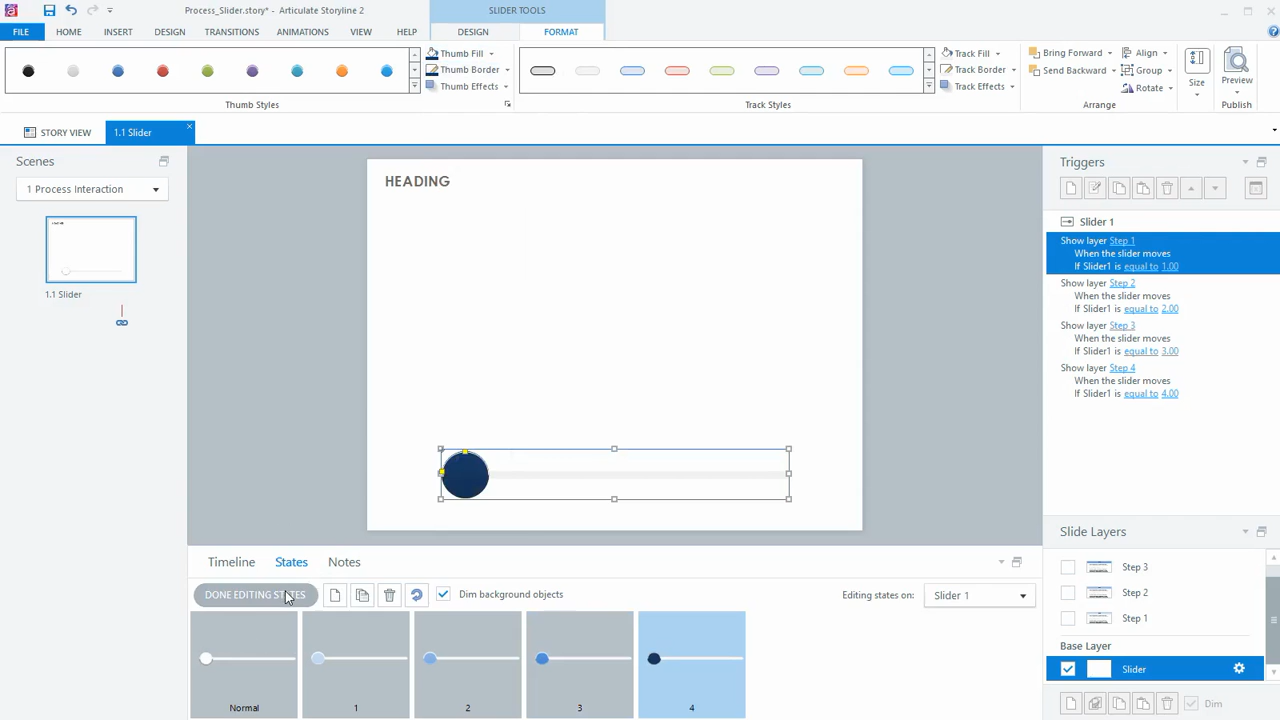 Process_Slider.story* - Articulate Storyline 2
SLIDER TOOLS
FILE HOME INSERT DESIGN TRANSITIONS ANIMATIONS VIEW HELP DESIGN FORMAT
Thumb Fill
Thumb Border
Thumb Effects
Thumb Styles
Track Fill
Track Border
Track Effects
Track Styles
Bring Forward
Send Backward
Align
Group
Rotate
Arrange
Size
Preview
Publish
STORY VIEW
1.1 Slider
Scenes
1 Process Interaction
1.1 Slider
HEADING
Triggers
Slider 1
Show layer Step 1
When the slider moves
If Slider1 is equal to 1.00
Show layer Step 2
When the slider moves
If Slider1 is equal to 2.00
Show layer Step 3
When the slider moves
If Slider1 is equal to 3.00
Show layer Step 4
When the slider moves
If Slider1 is equal to 4.00
Timeline States Notes
DONE EDITING STATES
Dim background objects
Editing states on: Slider 1
Normal 1 2 3 4
Slide Layers
Step 3
Step 2
Step 1
Base Layer
Slider
Dim